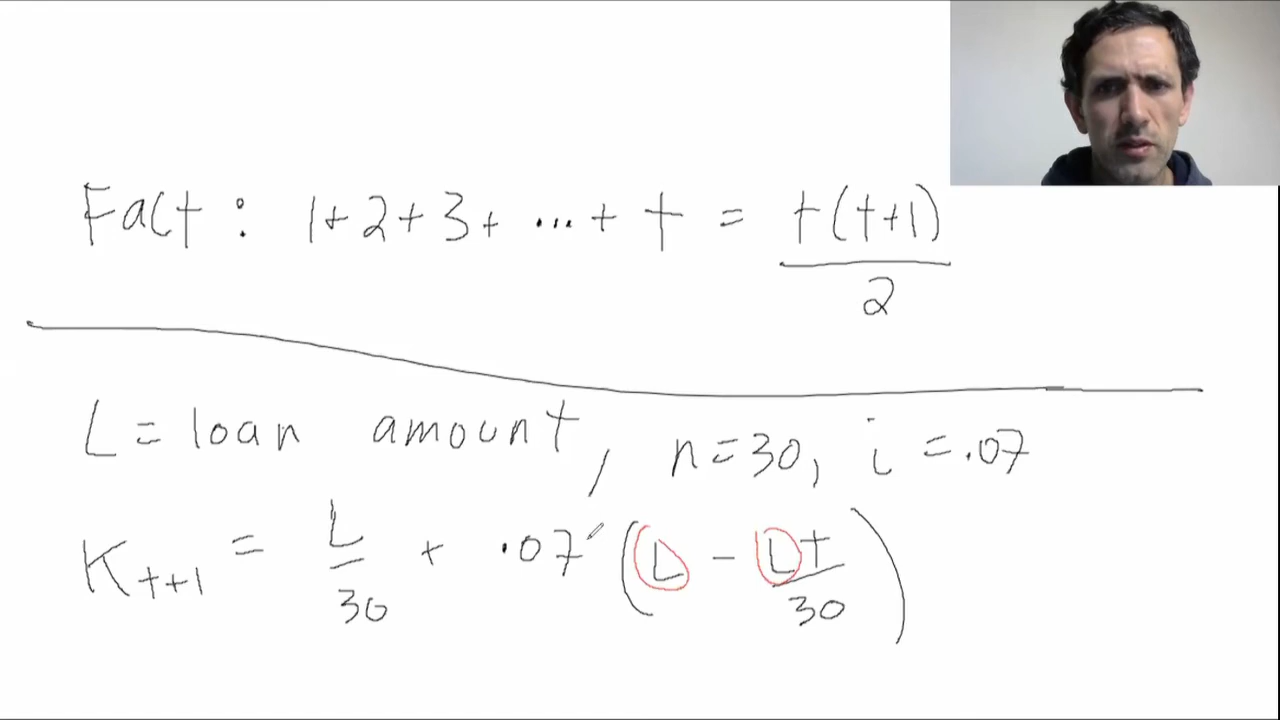 Fact: 1+2+3+ ... + t = t(t+1)/2
L = loan amount, n=30, i=.07
K_{t+1} = L/30 + .07 (L - Lt/30)